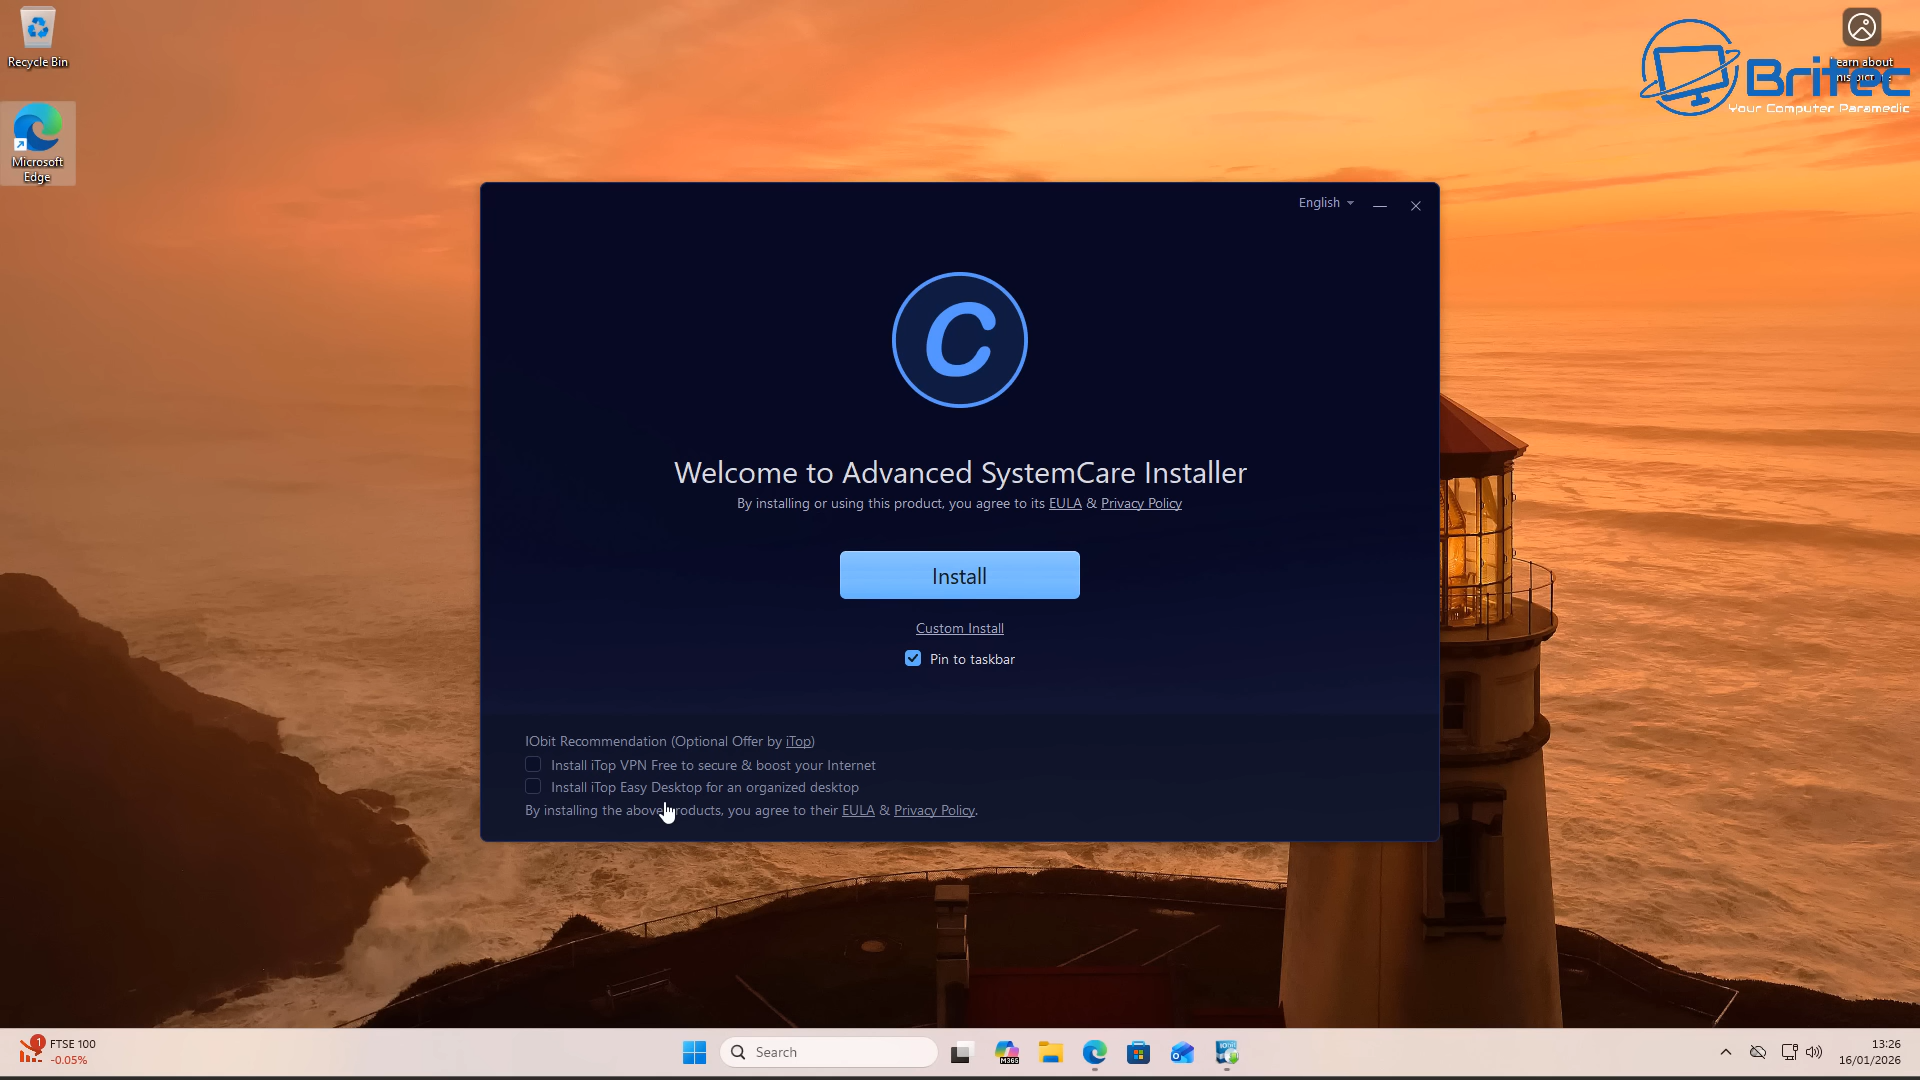 Recycle Bin
Microsoft
Edge
earn about
Britec
Your Computer Paramedic
English
C
Welcome to Advanced SystemCare Installer
By installing or using this product, you agree to its EULA & Privacy Policy
Install
Custom Install
Pin to taskbar
IObit Recommendation (Optional Offer by iTop)
Install iTop VPN Free to secure & boost your Internet
Install iTop Easy Desktop for an organized desktop
By installing the above products, you agree to their EULA & Privacy Policy.
1
FTSE 100
-0.05%
Search
M365
13:26
16/01/2026